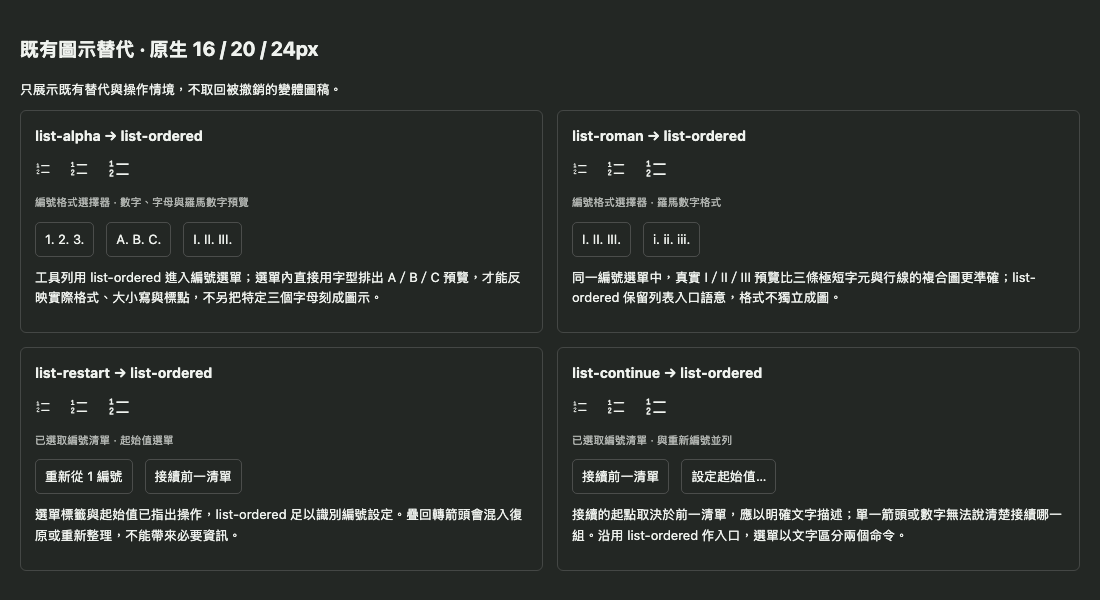 既有圖示替代 · 原生 16 / 20 / 24px
只展示既有替代與操作情境，不取回被撤銷的變體圖稿。
list-alpha → list-ordered
編號格式選擇器 · 數字、字母與羅馬數字預覽
1. 2. 3.
A. B. C.
I. II. III.
工具列用 list-ordered 進入編號選單；選單內直接用字型排出 A / B / C 預覽，才能反
映實際格式、大小寫與標點，不另把特定三個字母刻成圖示。
list-roman → list-ordered
編號格式選擇器 · 羅馬數字格式
I. II. III.
i. ii. iii.
同一編號選單中，真實 I / II / III 預覽比三條極短字元與行線的複合圖更準確；list-
ordered 保留列表入口語意，格式不獨立成圖。
list-restart → list-ordered
已選取編號清單 · 起始值選單
重新從 1 編號
接續前一清單
選單標籤與起始值已指出操作，list-ordered 足以識別編號設定。疊回轉箭頭會混入復
原或重新整理，不能帶來必要資訊。
list-continue → list-ordered
已選取編號清單 · 與重新編號並列
接續前一清單
設定起始值...
接續的起點取決於前一清單，應以明確文字描述；單一箭頭或數字無法說清楚接續哪一
組。沿用 list-ordered 作入口，選單以文字區分兩個命令。